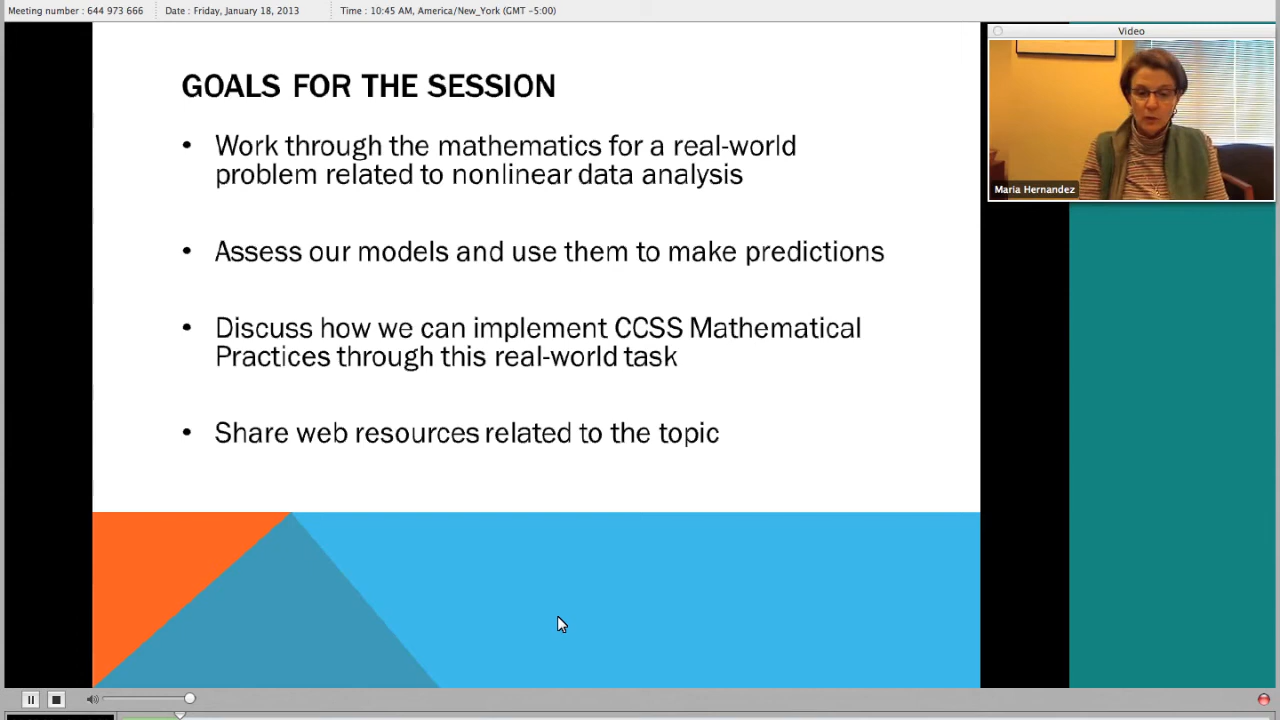 Meeting number : 644 973 666 Date : Friday, January 18, 2013 Time : 10:45 AM, America/New_York (GMT -5:00)
Video
Maria Hernandez
GOALS FOR THE SESSION
• Work through the mathematics for a real-world
problem related to nonlinear data analysis
• Assess our models and use them to make predictions
• Discuss how we can implement CCSS Mathematical
Practices through this real-world task
• Share web resources related to the topic